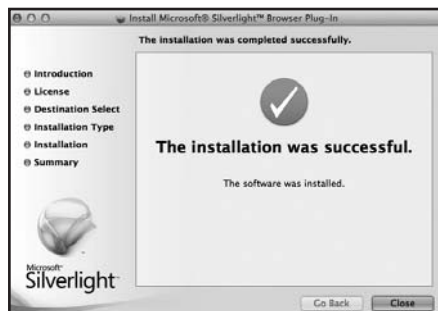 Install Microsoft® Silverlight™ Browser Plug-In
The installation was completed successfully.
Introduction
License
Destination Select
Installation Type
Installation
Summary
The installation was successful.
The software was installed.
Microsoft®
Silverlight™
Go Back
Close